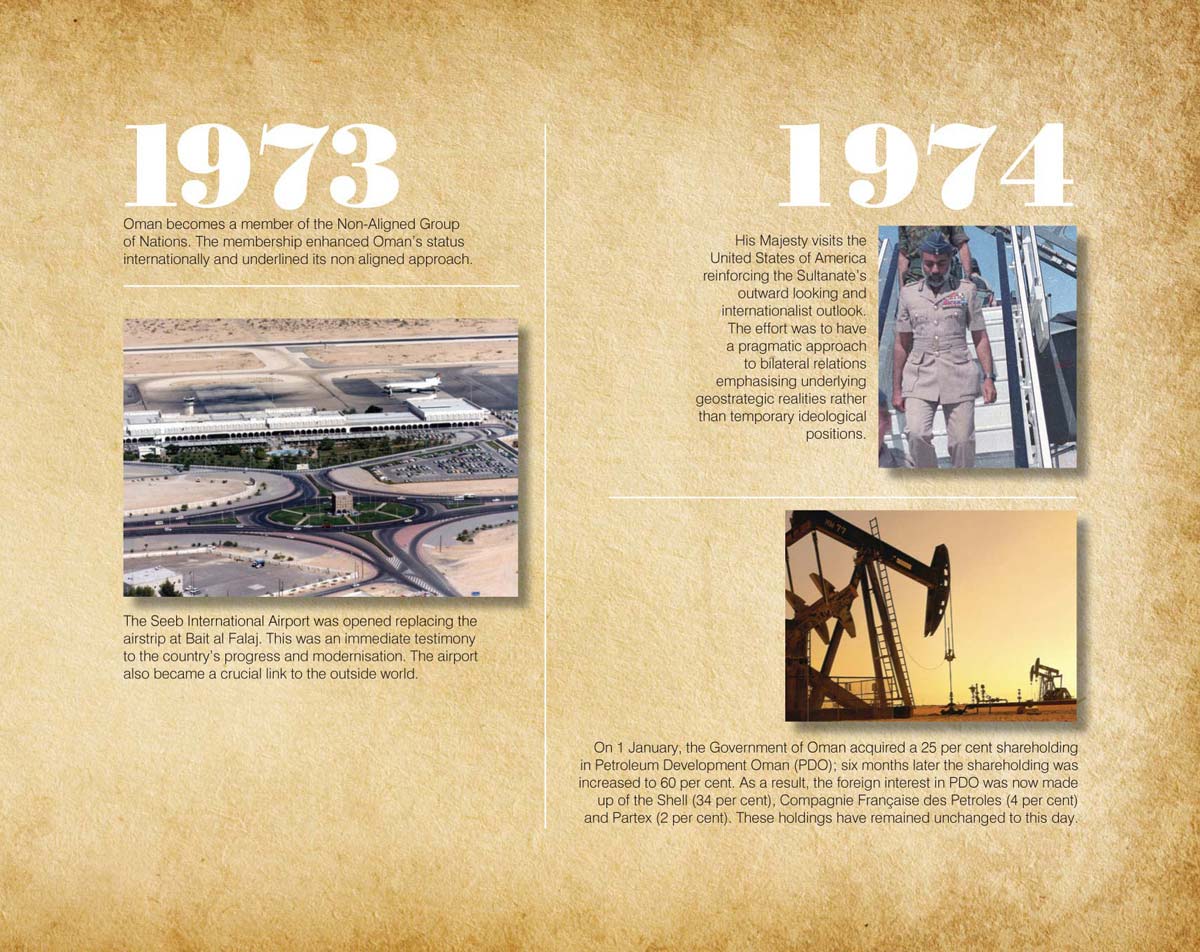 1973
Oman becomes a member of the Non-Aligned Group
of Nations. The membership enhanced Oman's status
internationally and underlined its non aligned approach.
The Seeb International Airport was opened replacing the
airstrip at Bait al Falaj. This was an immediate testimony
to the country's progress and modernisation. The airport
also became a crucial link to the outside world.
1974
His Majesty visits the
United States of America
reinforcing the Sultanate's
outward looking and
internationalist outlook.
The effort was to have
a pragmatic approach
to bilateral relations
emphasising underlying
geostrategic realities rather
than temporary ideological
positions.
On 1 January, the Government of Oman acquired a 25 per cent shareholding
in Petroleum Development Oman (PDO); six months later the shareholding was
increased to 60 per cent. As a result, the foreign interest in PDO was now made
up of the Shell (34 per cent), Compagnie Française des Petroles (4 per cent)
and Partex (2 per cent). These holdings have remained unchanged to this day.